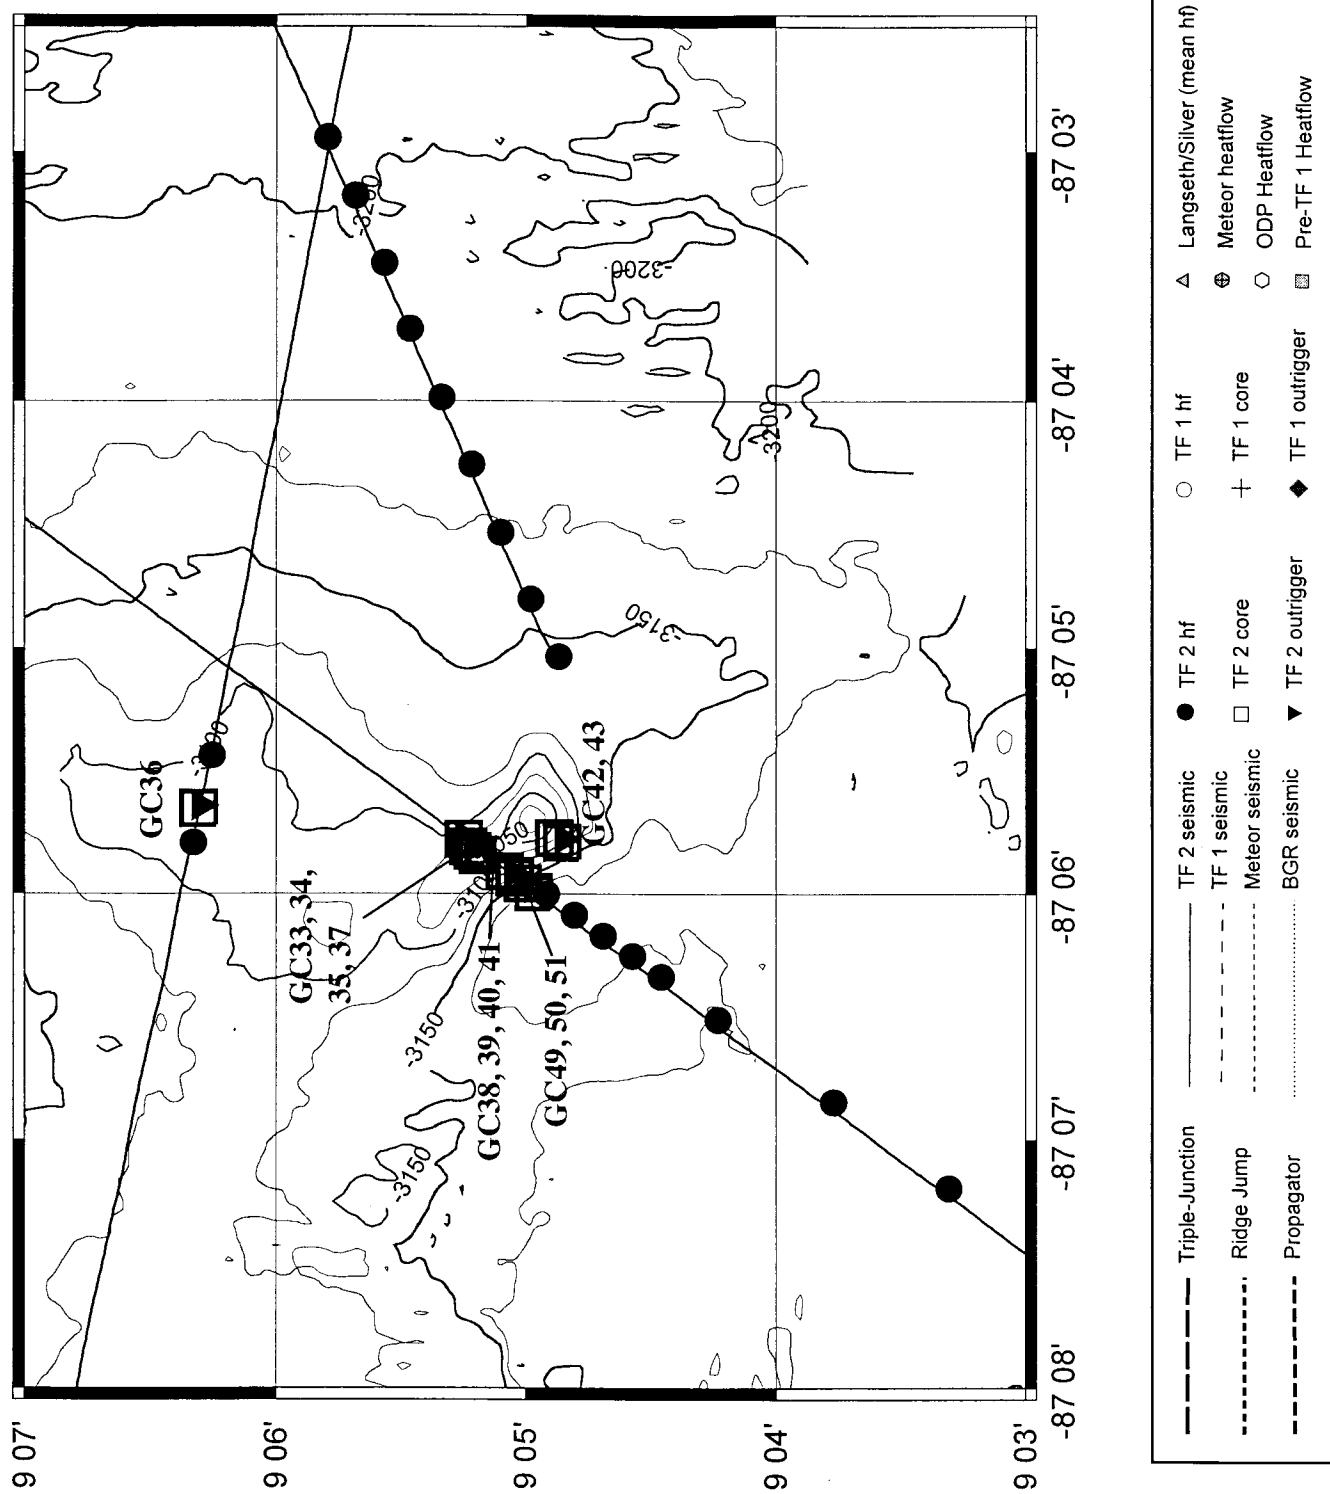 9 07'
9 06'
9 05'
9 04'
9 03'
-87 08'
-87 07'
-87 06'
-87 05'
-87 04'
-87 03'
GC36
GC33, 34,
35, 37
GC38, 39, 40, 41
GC49, 50, 51
GC42, 43
-3200
-3200
-3200
-3150
-3150
-3150
-3100
Triple-Junction
Ridge Jump
Propagator
TF 2 seismic
TF 1 seismic
Meteor seismic
BGR seismic
TF 2 hf
TF 2 core
TF 2 outrigger
TF 1 hf
TF 1 core
TF 1 outrigger
Langseth/Silver (mean hf)
Meteor heatflow
ODP Heatflow
Pre-TF 1 Heatflow